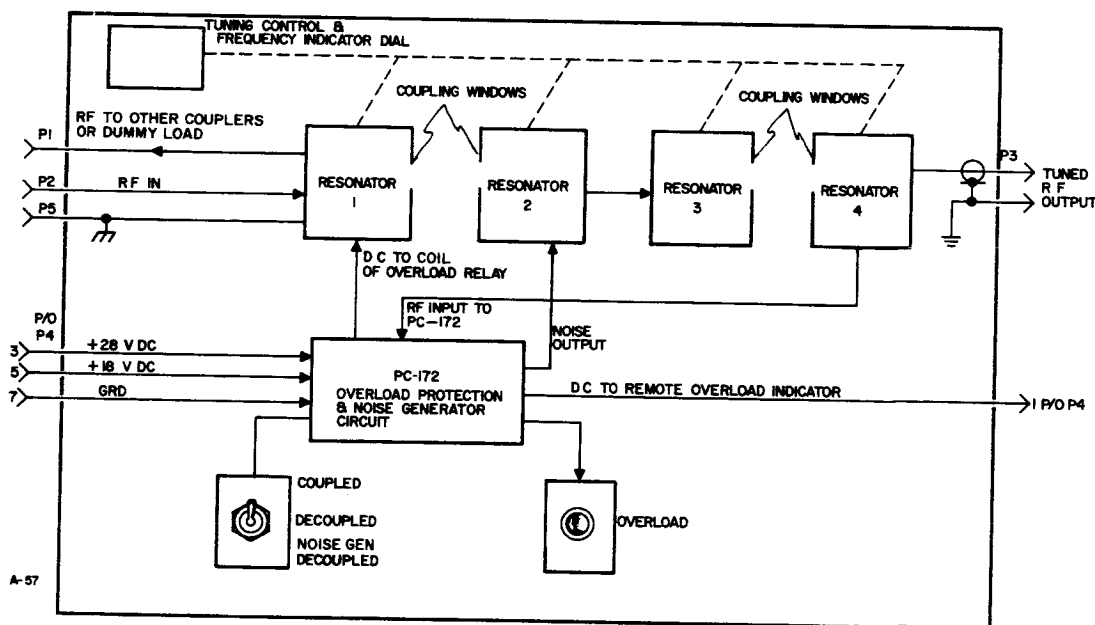 TUNING CONTROL &
FREQUENCY INDICATOR DIAL
COUPLING WINDOWS
COUPLING WINDOWS
P1
RF TO OTHER COUPLERS
OR DUMMY LOAD
P2
RF IN
P5
RESONATOR
1
RESONATOR
2
RESONATOR
3
RESONATOR
4
P3
TUNED
RF
OUTPUT
DC TO COIL
OF OVERLOAD RELAY
RF INPUT TO
PC-172
NOISE
OUTPUT
P/O
P4
3
+28 V DC
5
+18 V DC
7
GRD
PC-172
OVERLOAD PROTECTION
& NOISE GENERATOR
CIRCUIT
DC TO REMOTE OVERLOAD INDICATOR
1 P/O P4
COUPLED
DECOUPLED
NOISE GEN
DECOUPLED
OVERLOAD
A-57